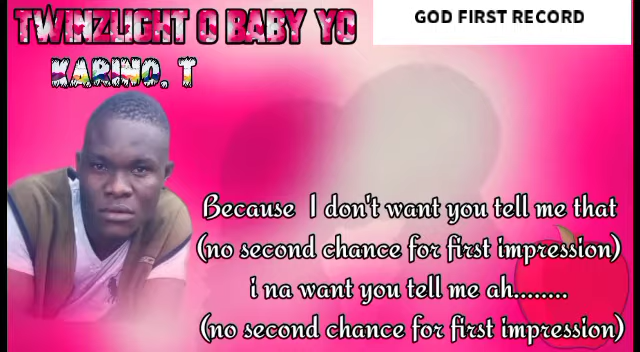 TWINZLIGHT O BABY YO
GOD FIRST RECORD
KARINO. T
Because I don't want you tell me that
(no second chance for first impression)
i na want you tell me ah........
(no second chance for first impression)